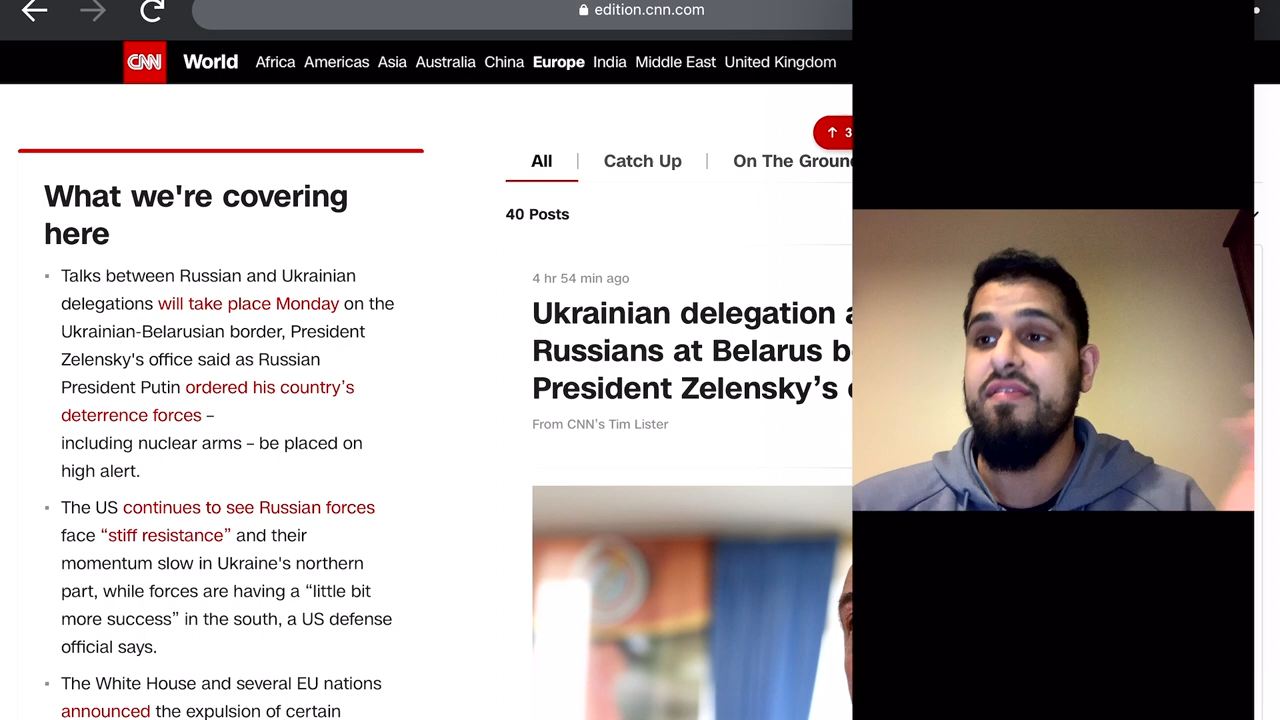 edition.cnn.com
CNN World Africa Americas Asia Australia China Europe India Middle East United Kingdom
What we're covering
here
• Talks between Russian and Ukrainian
delegations will take place Monday on the
Ukrainian-Belarusian border, President
Zelensky's office said as Russian
President Putin ordered his country’s
deterrence forces –
including nuclear arms – be placed on
high alert.
• The US continues to see Russian forces
face “stiff resistance” and their
momentum slow in Ukraine's northern
part, while forces are having a “little bit
more success” in the south, a US defense
official says.
• The White House and several EU nations
announced the expulsion of certain
↑ 3
All | Catch Up | On The Ground
40 Posts
4 hr 54 min ago
Ukrainian delegation
Russians at Belarus
President Zelensky’s
From CNN's Tim Lister